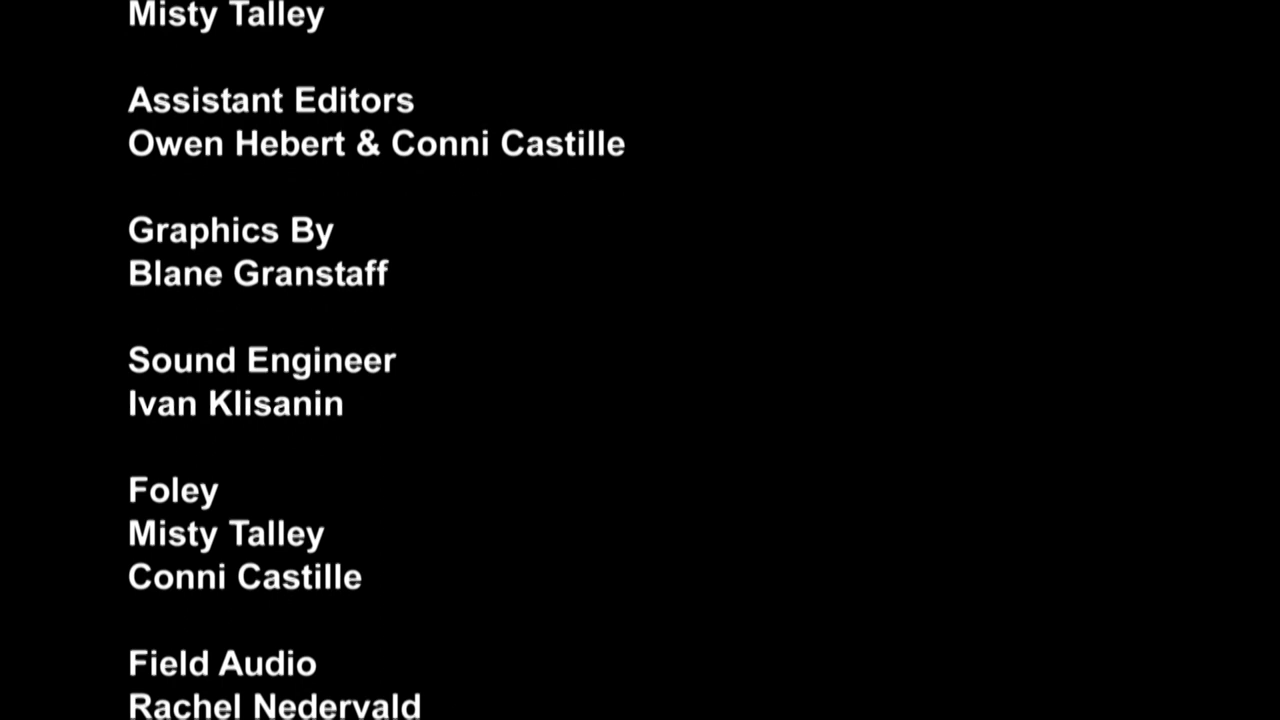 Misty Talley
Assistant Editors
Owen Hebert & Conni Castille
Graphics By
Blane Granstaff
Sound Engineer
Ivan Klisanin
Foley
Misty Talley
Conni Castille
Field Audio
Rachel Nedervald